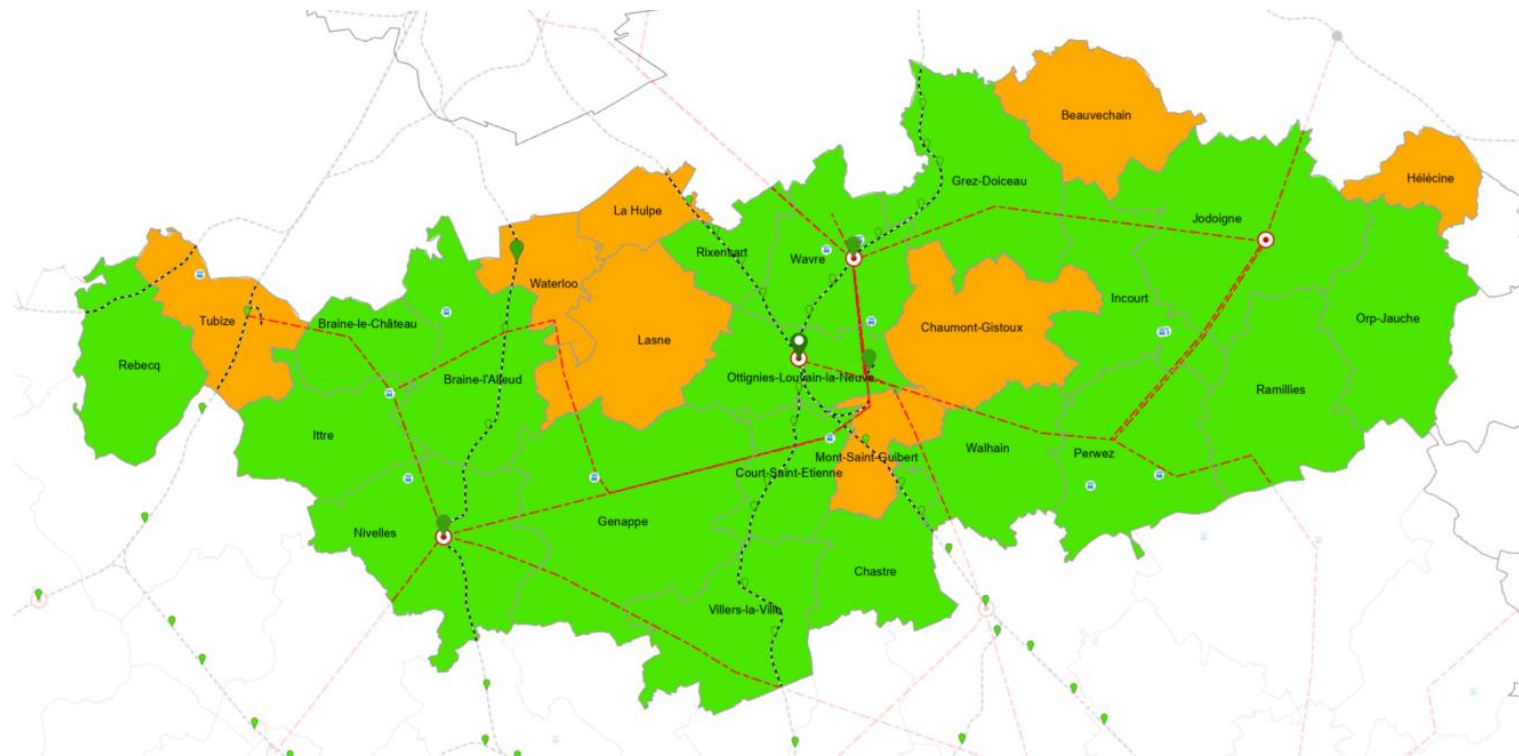 Beauvechain
Hélécine
Grez-Doiceau
La Hulpe
Jodoigne
Rixensart
Wavre
Waterloo
Incourt
Tubize
Braine-le-Château
Chaumont-Gistoux
Orp-Jauche
Lasne
Rebecq
Braine-l'Alleud
Ottignies-Louvain-la-Neuve
Ramillies
Ittre
Walhain
Perwez
Mont-Saint-Guibert
Court-Saint-Etienne
Genappe
Nivelles
Chastre
Villers-la-Ville